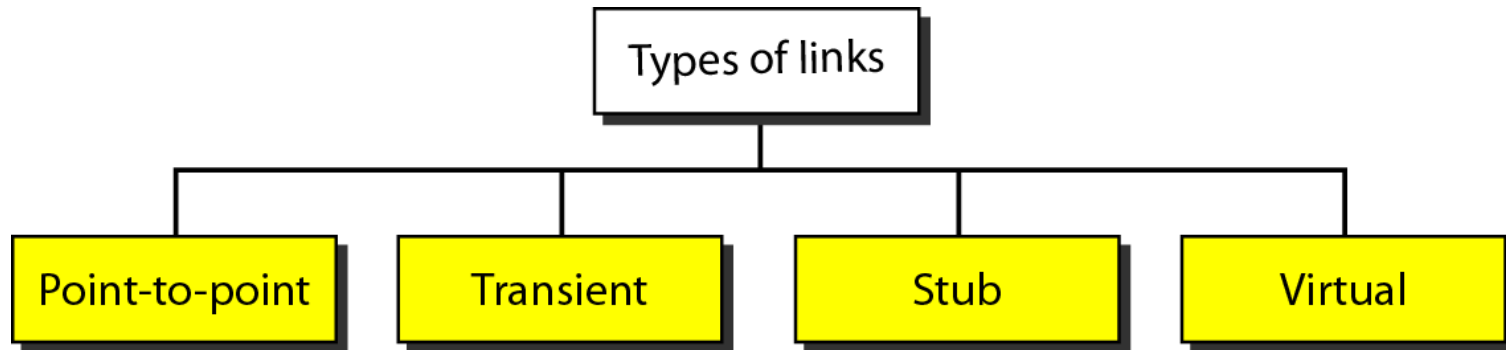 Types of links
Point-to-point
Transient
Stub
Virtual